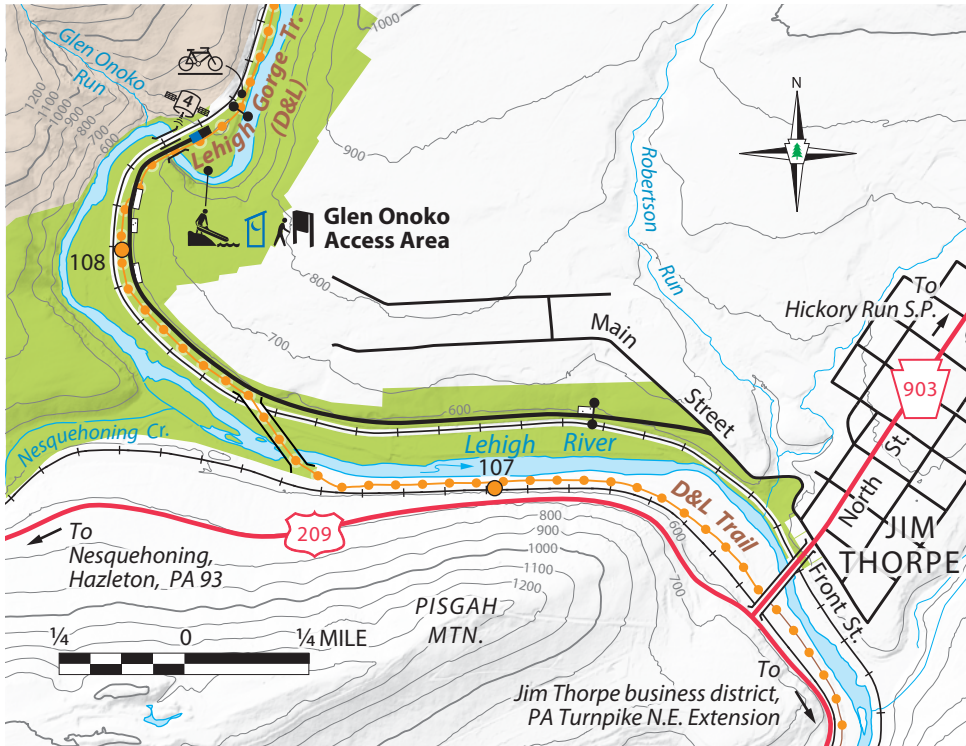 Glen Onoko
Run
1200
1100
1000
900
800
700
600
4
Lehigh Gorge Tr.
(D&L)
1000
900
N
Robertson
Run
Glen Onoko
Access Area
108
800
700
To
Hickory Run S.P.
Main
Street
903
600
Nesquehoning Cr.
Lehigh River
107
D&L Trail
North St.
JIM
THORPE
209
To
Nesquehoning,
Hazleton, PA 93
800
900
1000
1100
1200
600
700
Front St.
PISGAH
MTN.
1/4 0 1/4 MILE
To
Jim Thorpe business district,
PA Turnpike N.E. Extension